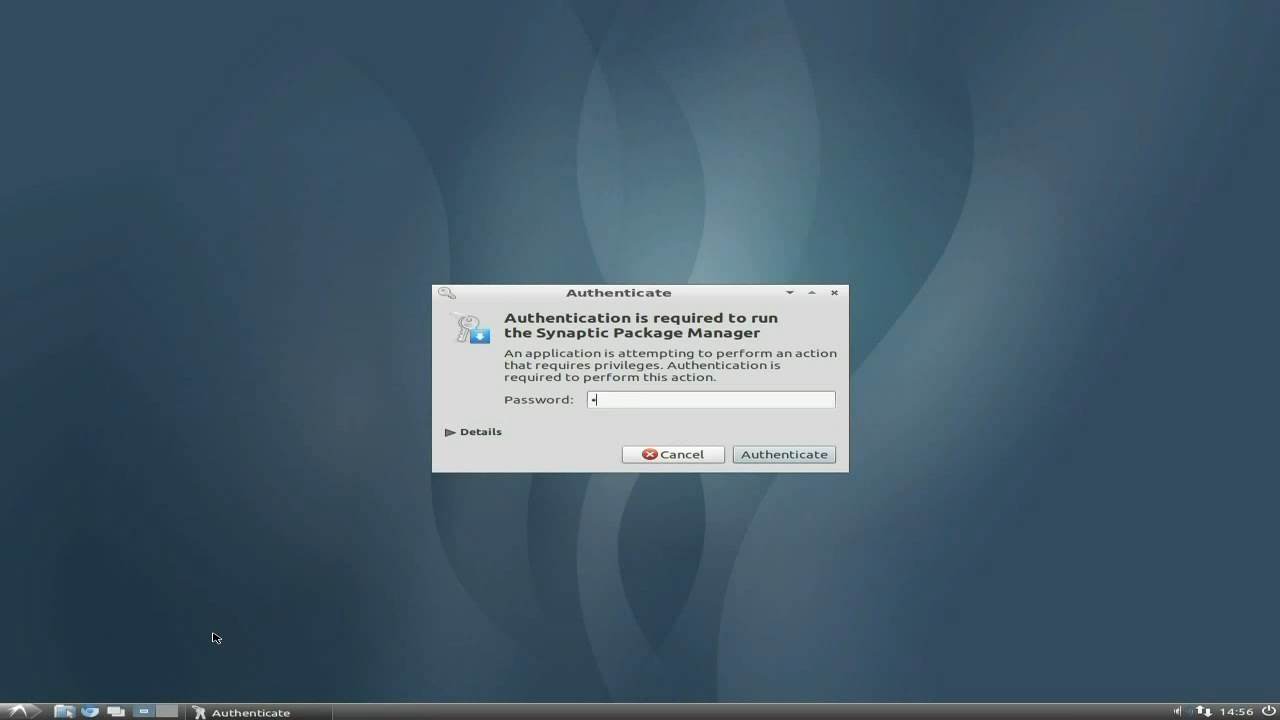 Authenticate
Authentication is required to run
the Synaptic Package Manager
An application is attempting to perform an action
that requires privileges. Authentication is
required to perform this action.
Password:
Details
Cancel
Authenticate
Authenticate
14:56